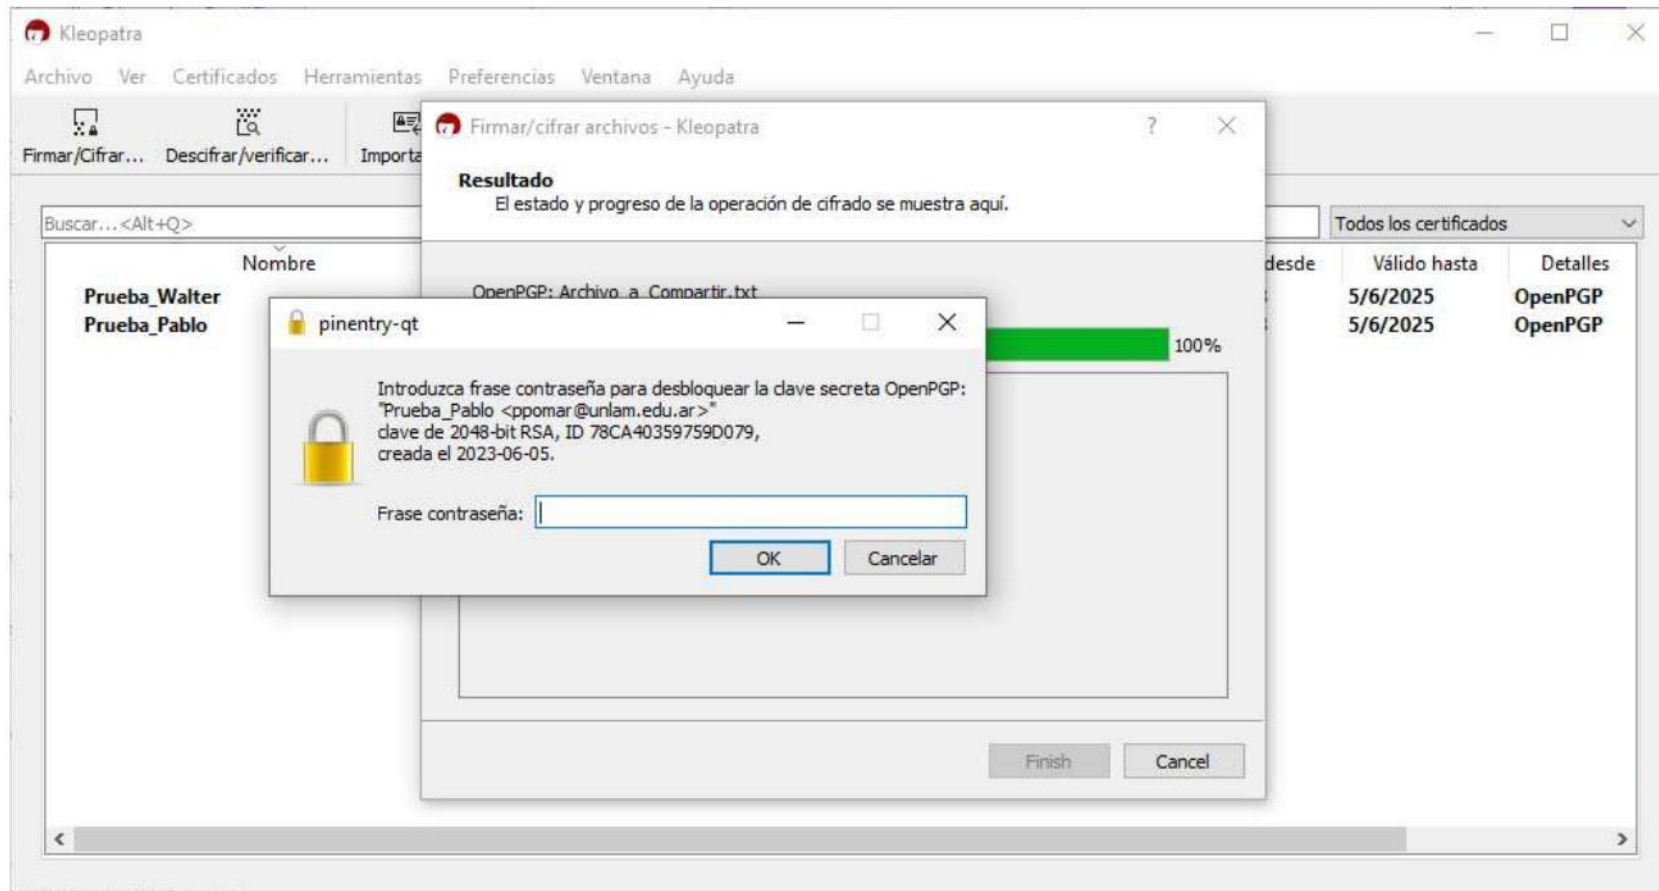 Kleopatra
Archivo Ver Certificados Herramientas Preferencias Ventana Ayuda
Firmar/Cifrar... Descifrar/verificar... Importa
Firmar/cifrar archivos - Kleopatra
Resultado
El estado y progreso de la operación de cifrado se muestra aquí.
Buscar...<Alt+Q>
Todos los certificados
Nombre desde Válido hasta Detalles
Prueba_Walter 5/6/2025 OpenPGP
Prueba_Pablo 5/6/2025 OpenPGP
OpenPGP: Archivo_a_Compartir.txt
100%
pinentry-qt
Introduzca frase contraseña para desbloquear la clave secreta OpenPGP:
"Prueba_Pablo <ppomar@unlam.edu.ar>"
clave de 2048-bit RSA, ID 78CA40359759D079,
creada el 2023-06-05.
Frase contraseña:
OK Cancelar
Finish Cancel